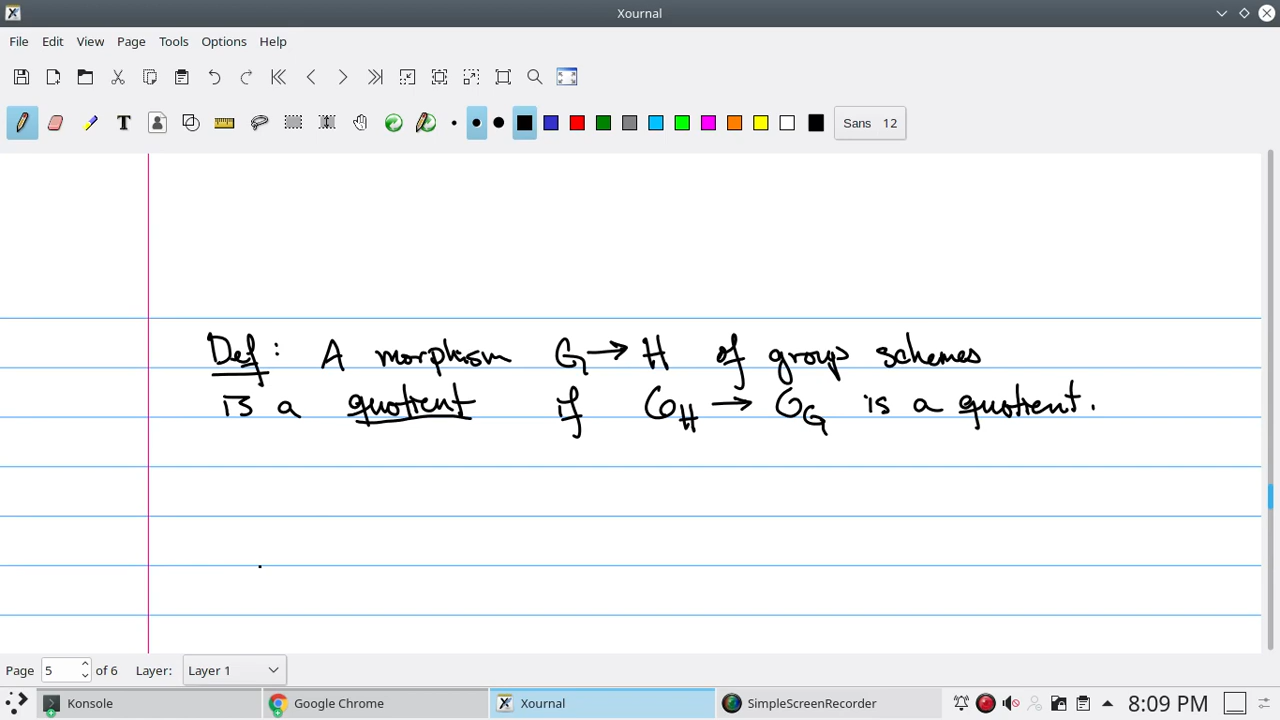 Xournal
File Edit View Page Tools Options Help
Sans 12
Def: A morphism G → H of group schemes
is a quotient if O_H → O_G is a quotient.
Page 5 of 6 Layer: Layer 1
Konsole Google Chrome Xournal SimpleScreenRecorder 8:09 PM